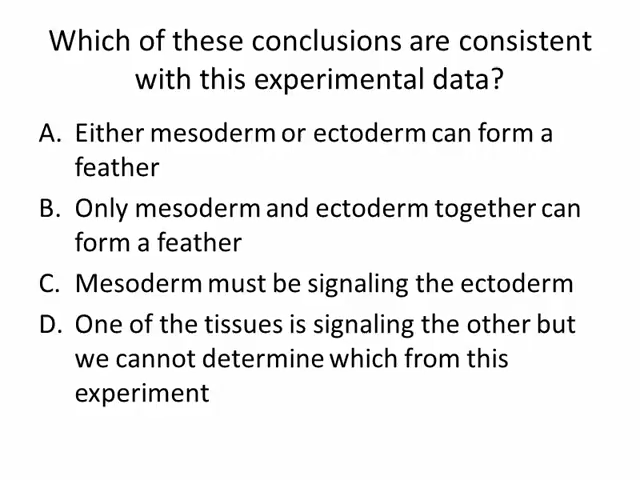 Which of these conclusions are consistent
with this experimental data?
A. Either mesoderm or ectoderm can form a
feather
B. Only mesoderm and ectoderm together can
form a feather
C. Mesoderm must be signaling the ectoderm
D. One of the tissues is signaling the other but
we cannot determine which from this
experiment